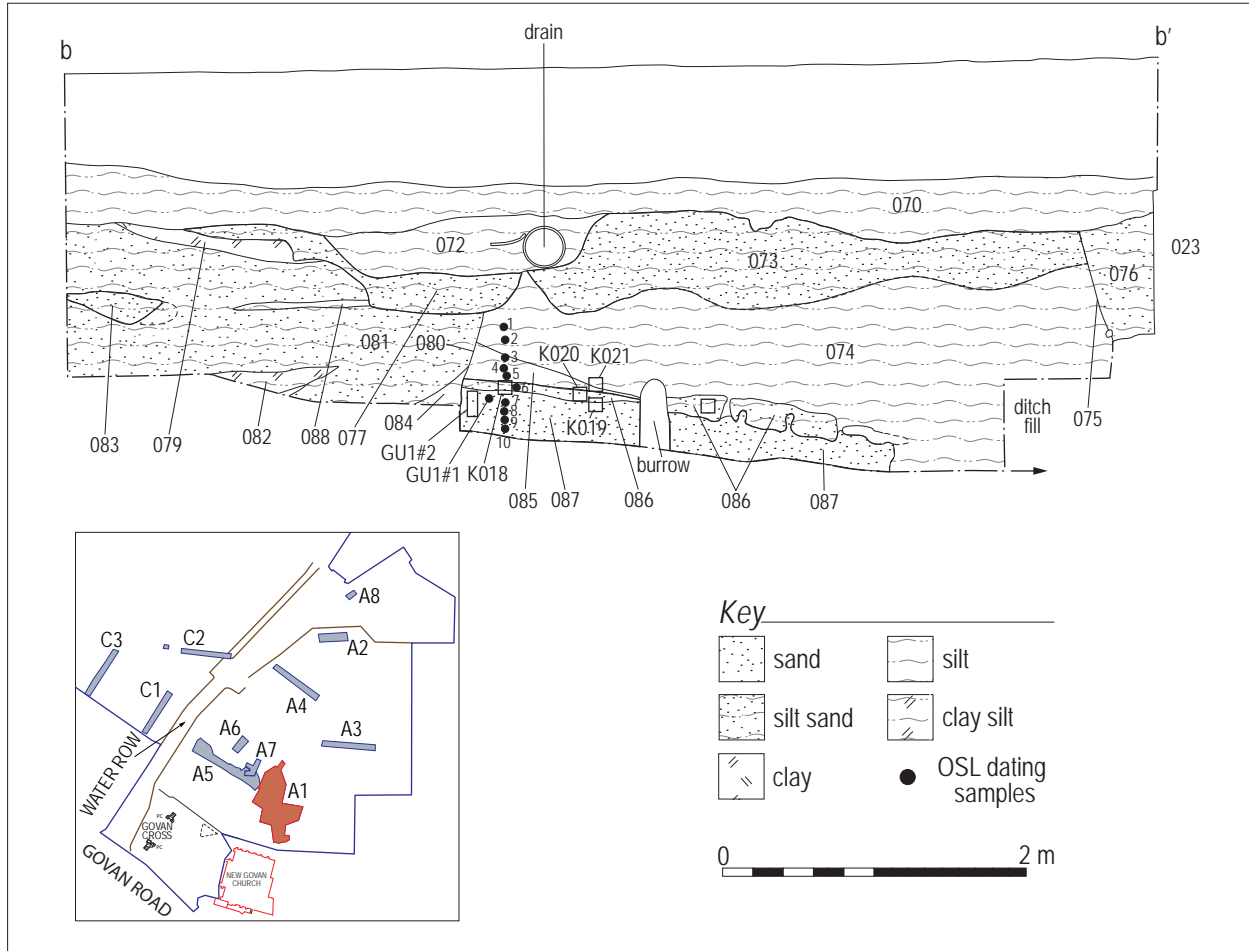 b
drain
b'
070
072
073
023
076
081
080
1
2
3
4
5
6
7
8
9
10
K020
K021
074
083
079
082
088
077
084
GU1#2
GU1#1
K018
085
087
K019
086
burrow
086
087
ditch
fill
075
A8
C3
C2
A2
C1
A4
A6
A3
A7
A5
A1
WATER ROW
PC
GOVAN
CROSS
PC
GOVAN ROAD
NEW GOVAN
CHURCH
Key
sand
silt
silt sand
clay silt
clay
OSL dating
samples
0
2 m